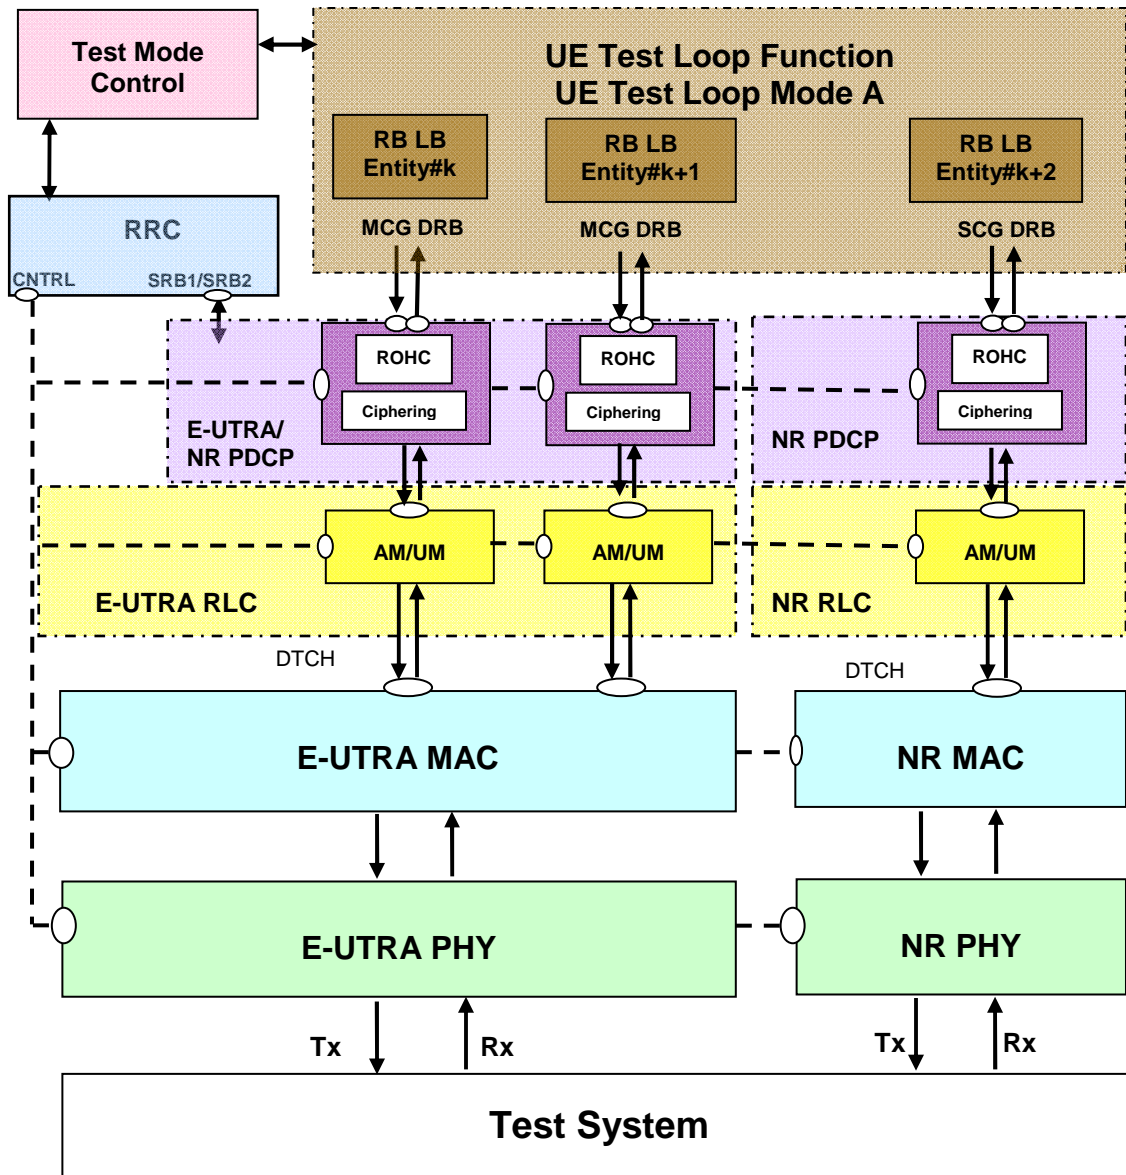 Test Mode
Control
UE Test Loop Function
UE Test Loop Mode A
RB LB
Entity#k
RB LB
Entity#k+1
RB LB
Entity#k+2
MCG DRB
MCG DRB
SCG DRB
RRC
CNTRL
SRB1/SRB2
ROHC
Ciphering
ROHC
Ciphering
ROHC
Ciphering
E-UTRA/
NR PDCP
NR PDCP
AM/UM
AM/UM
AM/UM
E-UTRA RLC
NR RLC
DTCH
DTCH
E-UTRA MAC
NR MAC
E-UTRA PHY
NR PHY
Tx
Rx
Tx
Rx
Test System